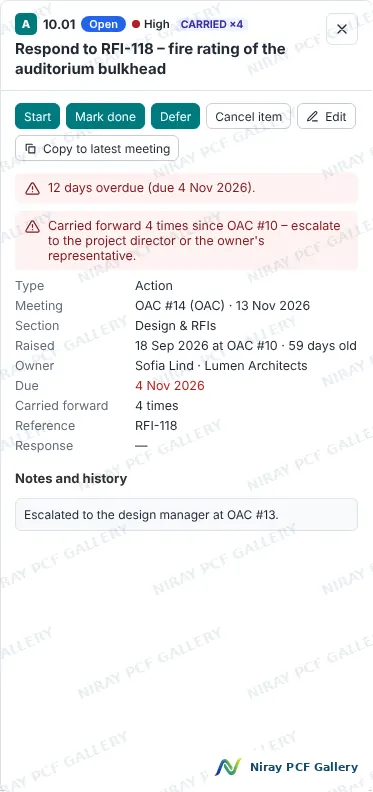 A 10.01 Open High CARRIED ×4
Respond to RFI-118 – fire rating of the
auditorium bulkhead
Start Mark done Defer Cancel item Edit
Copy to latest meeting
12 days overdue (due 4 Nov 2026).
Carried forward 4 times since OAC #10 – escalate
to the project director or the owner's
representative.
Type Action
Meeting OAC #14 (OAC) · 13 Nov 2026
Section Design & RFIs
Raised 18 Sep 2026 at OAC #10 · 59 days old
Owner Sofia Lind · Lumen Architects
Due 4 Nov 2026
Carried forward 4 times
Reference RFI-118
Response —
Notes and history
Escalated to the design manager at OAC #13.
NIRAY PCF GALLERY
Niray PCF Gallery